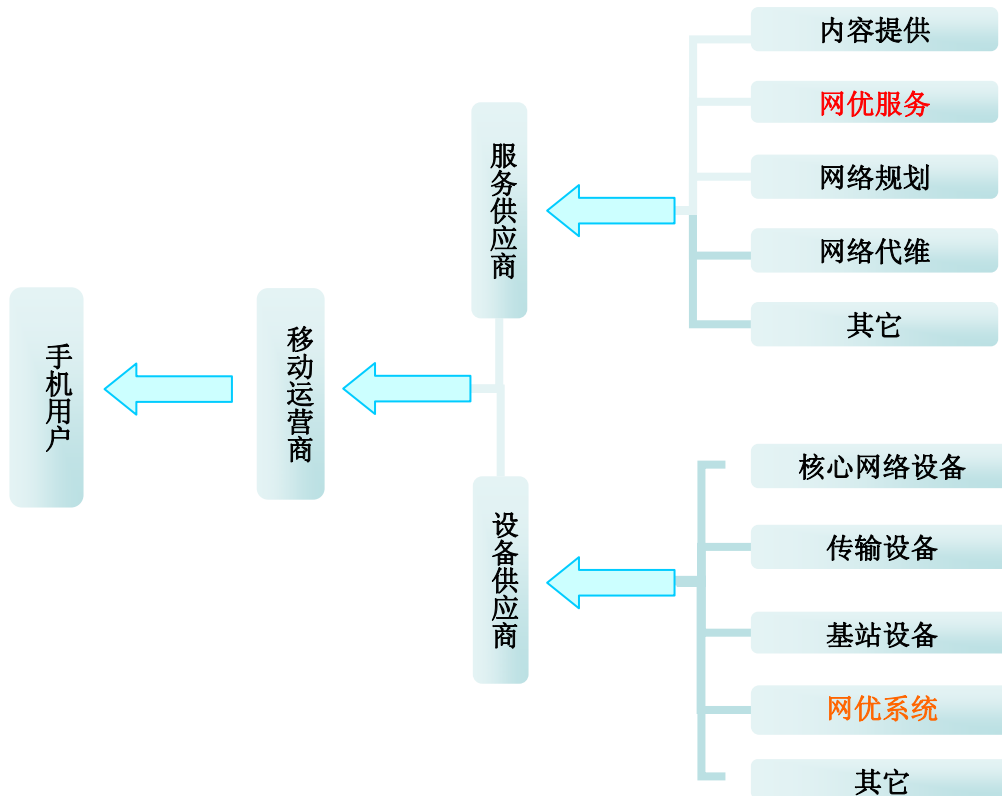 手机用户
移动运营商
服务供应商
内容提供
网优服务
网络规划
网络代维
其它
设备供应商
核心网络设备
传输设备
基站设备
网优系统
其它